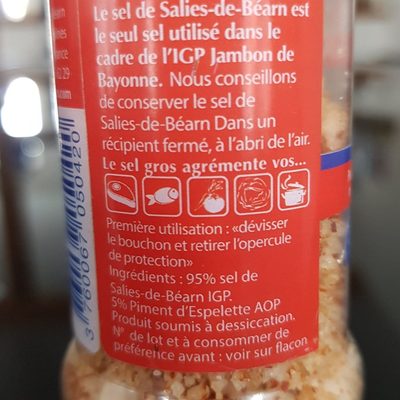 Le sel de Salies-de-Béarn est
le seul sel utilisé dans le
cadre de l'IGP Jambon de
Bayonne. Nous conseillons
de conserver le sel de
Salies-de-Béarn Dans un
récipient fermé, à l'abri de l'air.
Le sel gros agrémente vos...
Première utilisation : «dévisser
le bouchon et retirer l'opercule
de protection»
Ingrédients : 95% sel de
Salies-de-Béarn IGP.
5% Piment d'Espelette AOP
Produit soumis à dessiccation.
N° de lot et à consommer de
préférence avant : voir sur flacon
3 760067 050420